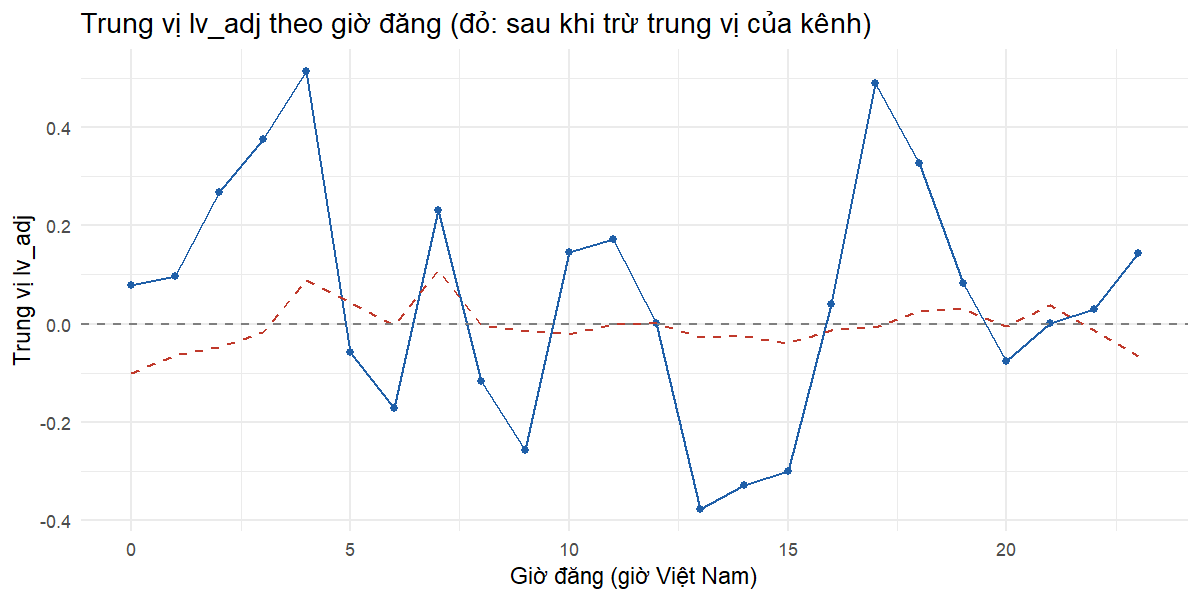 Trung vị lv_adj theo giờ đăng (đỏ: sau khi trừ trung vị của kênh)
Trung vị lv_adj
0.4
0.2
0.0
-0.2
-0.4
0 5 10 15 20
Giờ đăng (giờ Việt Nam)